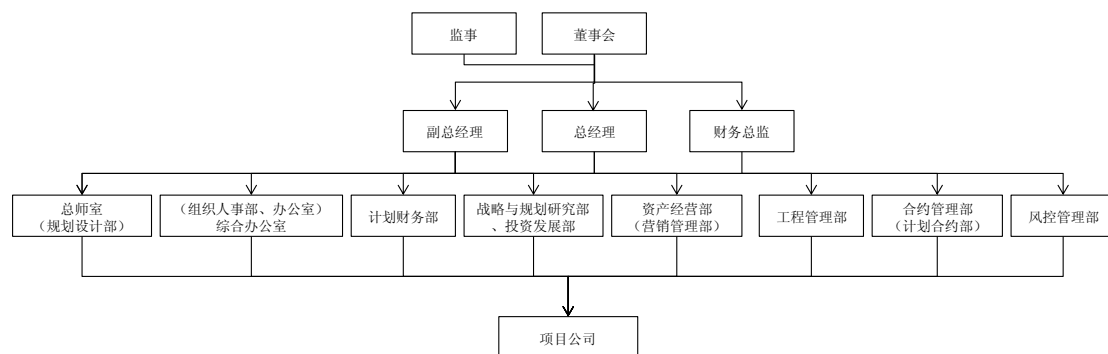 监事
董事会
副总经理
总经理
财务总监
总师室
（规划设计部）
（组织人事部、办公室）
综合办公室
计划财务部
战略与规划研究部
、投资发展部
资产经营部
（营销管理部）
工程管理部
合约管理部
（计划合约部）
风控管理部
项目公司